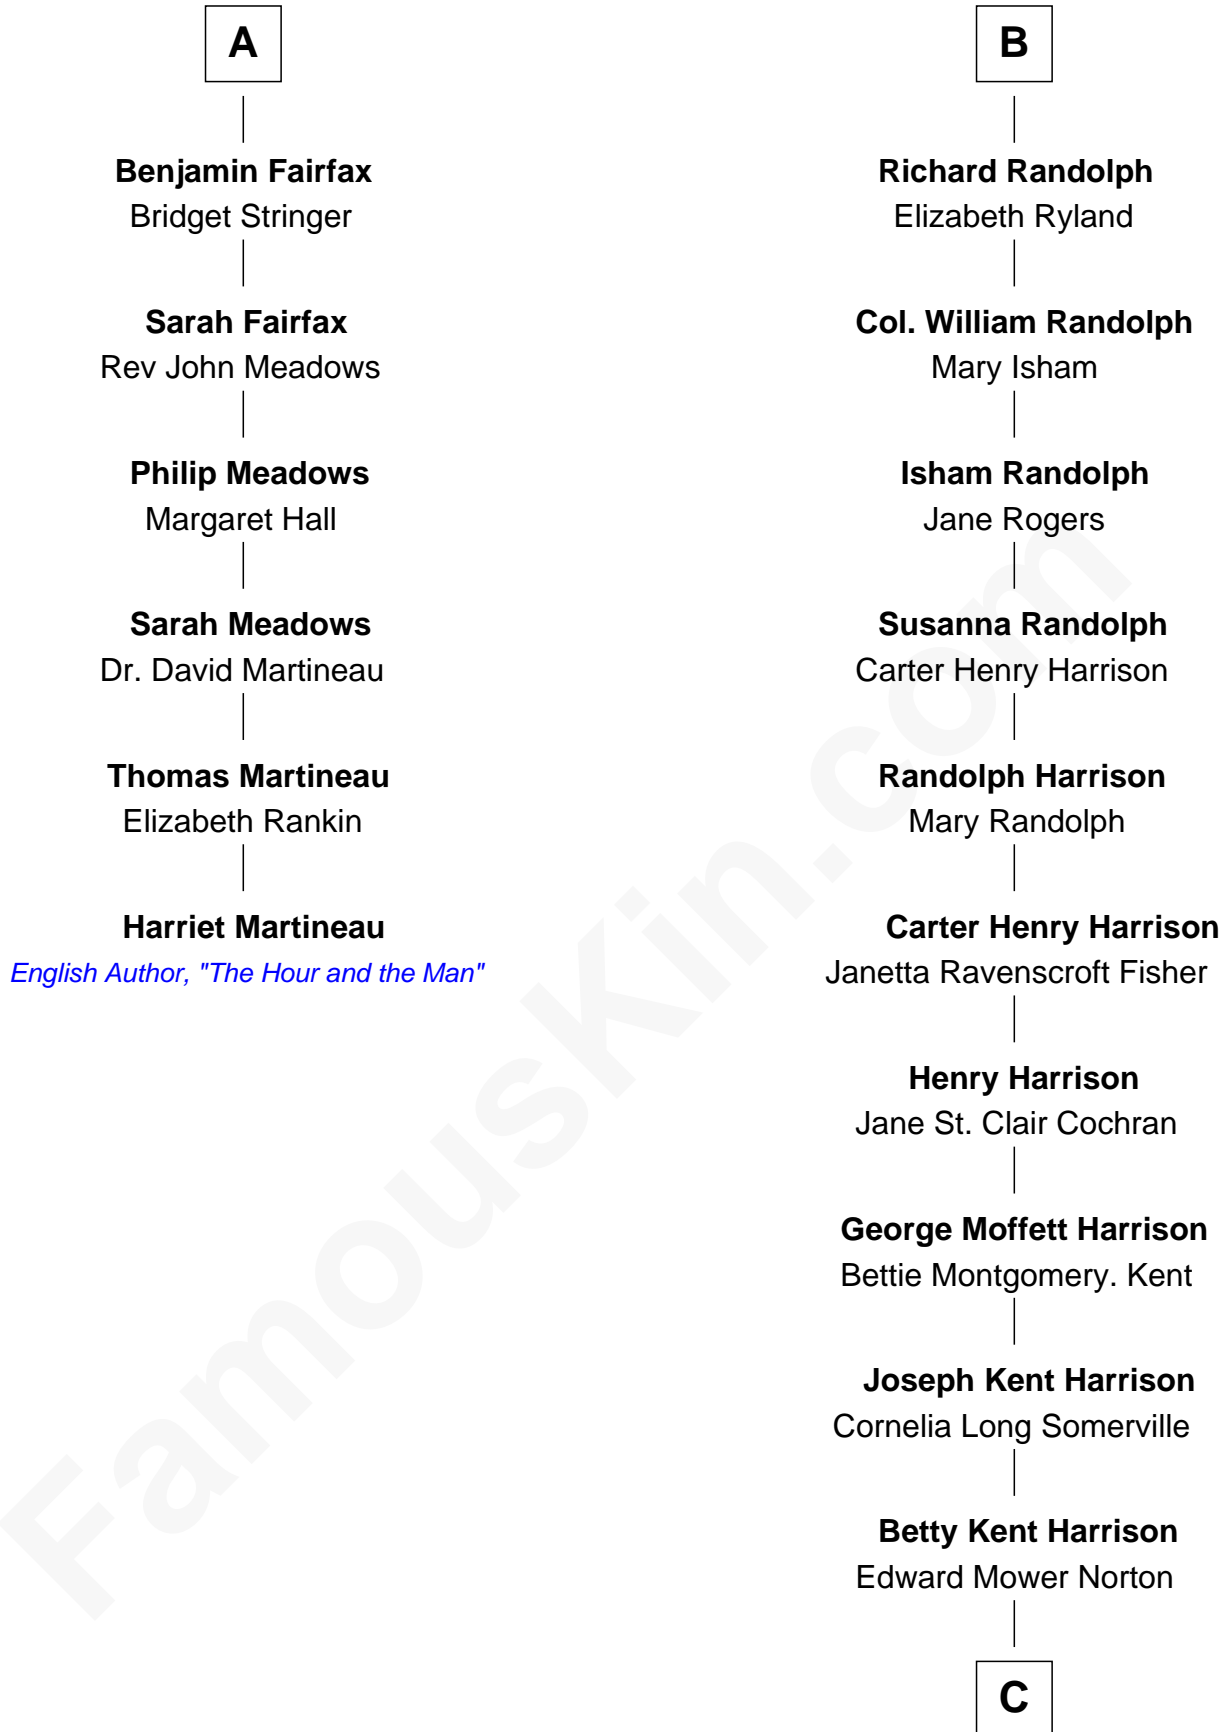 A
Benjamin Fairfax
Bridget Stringer
Sarah Fairfax
Rev John Meadows
Philip Meadows
Margaret Hall
Sarah Meadows
Dr. David Martineau
Thomas Martineau
Elizabeth Rankin
Harriet Martineau
English Author, "The Hour and the Man"
B
Richard Randolph
Elizabeth Ryland
Col. William Randolph
Mary Isham
Isham Randolph
Jane Rogers
Susanna Randolph
Carter Henry Harrison
Randolph Harrison
Mary Randolph
Carter Henry Harrison
Janetta Ravenscroft Fisher
Henry Harrison
Jane St. Clair Cochran
George Moffett Harrison
Bettie Montgomery. Kent
Joseph Kent Harrison
Cornelia Long Somerville
Betty Kent Harrison
Edward Mower Norton
C
FamousKin.com